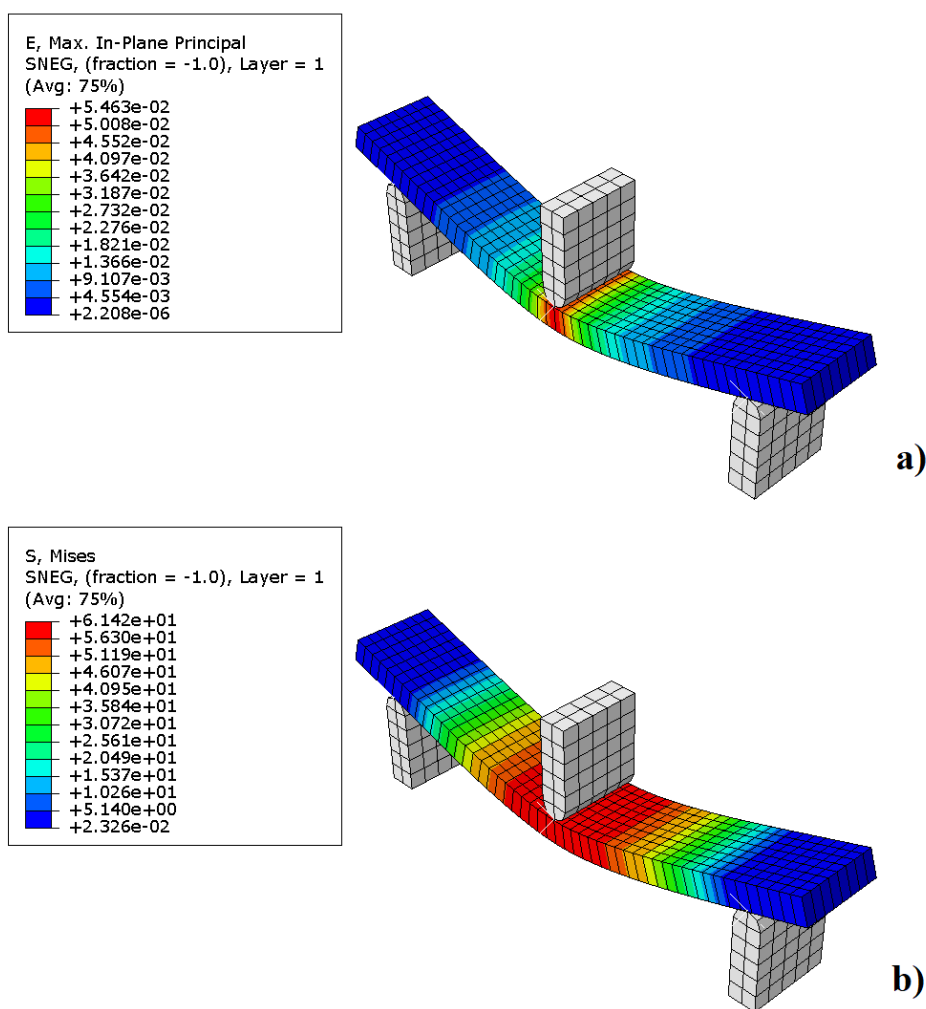 E, Max. In-Plane Principal
SNEG, (fraction = -1.0), Layer = 1
(Avg: 75%)
+5.463e-02
+5.008e-02
+4.552e-02
+4.097e-02
+3.642e-02
+3.187e-02
+2.732e-02
+2.276e-02
+1.821e-02
+1.366e-02
+9.107e-03
+4.554e-03
+2.208e-06
a)
S, Mises
SNEG, (fraction = -1.0), Layer = 1
(Avg: 75%)
+6.142e+01
+5.630e+01
+5.119e+01
+4.607e+01
+4.095e+01
+3.584e+01
+3.072e+01
+2.561e+01
+2.049e+01
+1.537e+01
+1.026e+01
+5.140e+00
+2.326e-02
b)